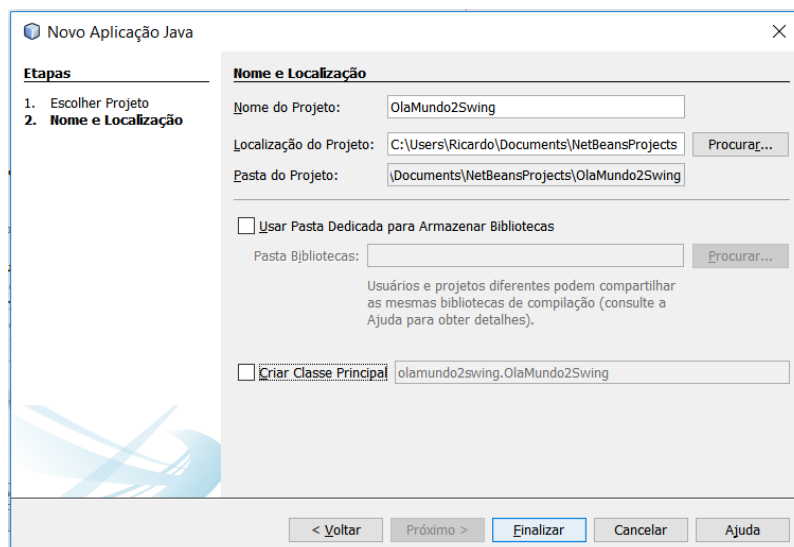 Novo Aplicação Java
Etapas
1. Escolher Projeto
2. Nome e Localização
Nome e Localização
Nome do Projeto: OlaMundo2Swing
Localização do Projeto: C:\Users\Ricardo\Documents\NetBeansProjects Procurar...
Pasta do Projeto: \Documents\NetBeansProjects\OlaMundo2Swing
Usar Pasta Dedicada para Armazenar Bibliotecas
Pasta Bibliotecas: Procurar...
Usuários e projetos diferentes podem compartilhar
as mesmas bibliotecas de compilação (consulte a
Ajuda para obter detalhes).
Criar Classe Principal olamundo2swing.OlaMundo2Swing
< Voltar Próximo > Finalizar Cancelar Ajuda